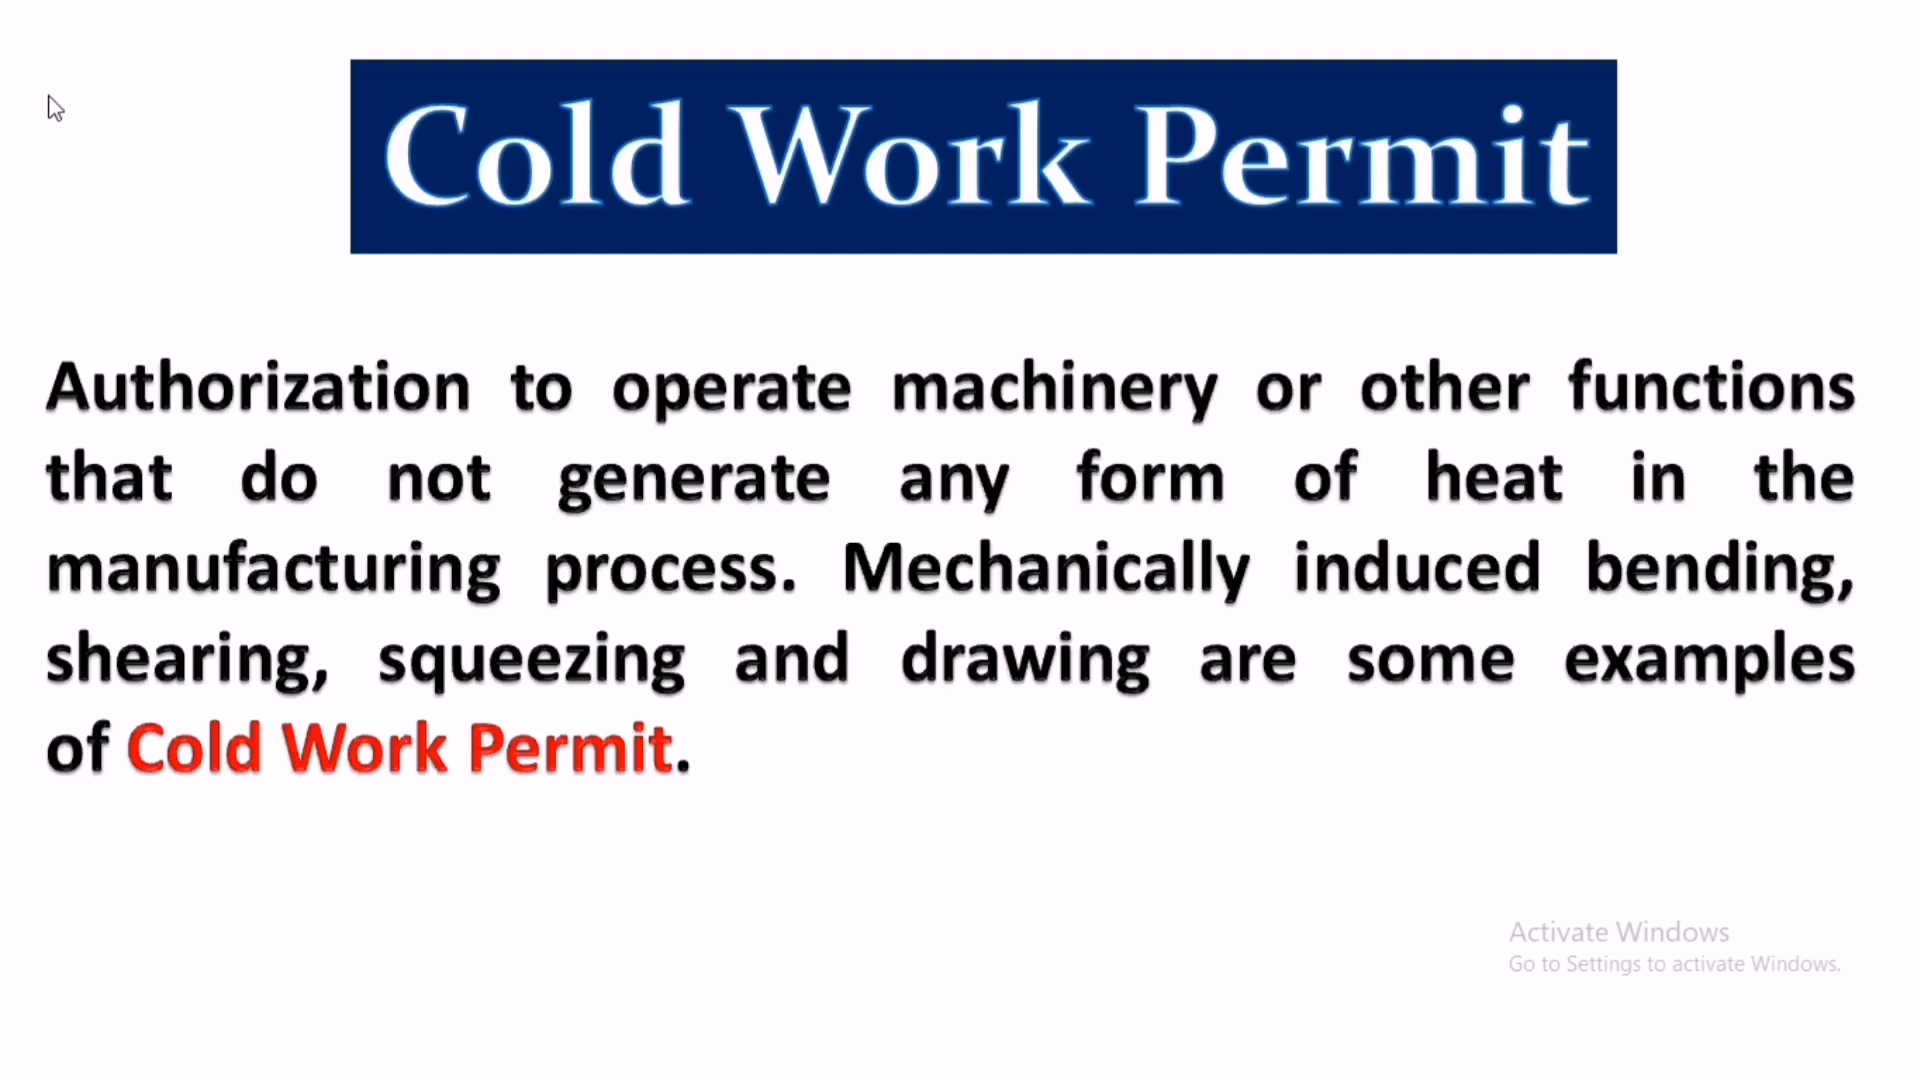 Cold Work Permit
Authorization to operate machinery or other functions
that do not generate any form of heat in the
manufacturing process. Mechanically induced bending,
shearing, squeezing and drawing are some examples
of Cold Work Permit.
Activate Windows
Go to Settings to activate Windows.